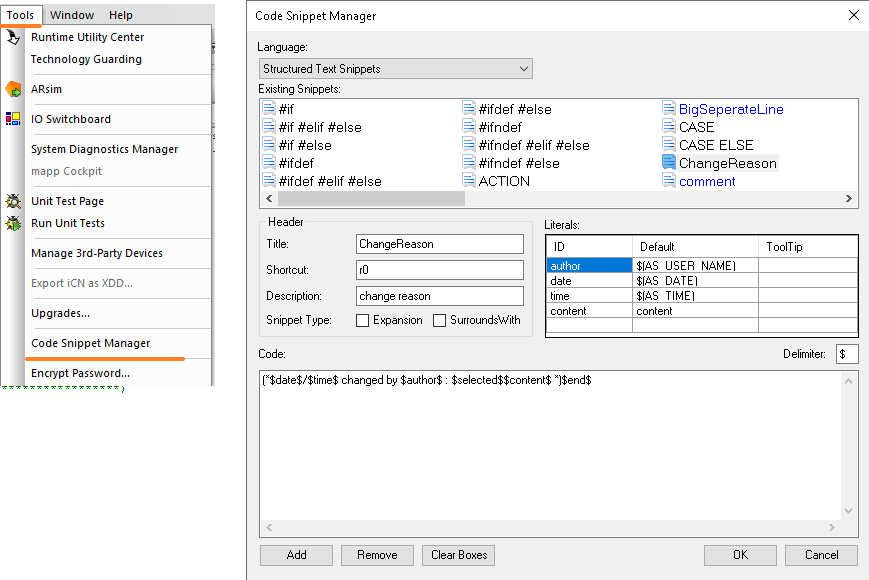 Tools Window Help
Runtime Utility Center
Technology Guarding
ARsim
IO Switchboard
System Diagnostics Manager
mapp Cockpit
Unit Test Page
Run Unit Tests
Manage 3rd-Party Devices
Export iCN as XDD...
Upgrades...
Code Snippet Manager
Encrypt Password...
Code Snippet Manager
Language:
Structured Text Snippets
Existing Snippets:
#if #ifdef #else BigSeperateLine
#if #elif #else #ifndef CASE
#if #else #ifndef #elif #else CASE ELSE
#ifdef #ifndef #else ChangeReason
#ifdef #elif #else ACTION comment
Header
Title: ChangeReason
Shortcut: r0
Description: change reason
Snippet Type: Expansion SurroundsWith
Literals:
ID Default ToolTip
author $(AS_USER_NAME)
date $(AS_DATE)
time $(AS_TIME)
content content
Code: Delimiter: $
(*$date$/$time$ changed by $author$ : $selected$$content$ *)$end$
Add Remove Clear Boxes OK Cancel